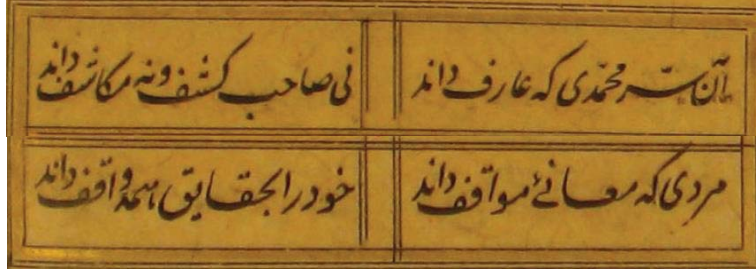 آن سر محمدی که عارف داند
نی صاحب کشف و نه مکاشف داند
مردی که معانئ مواقف داند
خود را بحقایق همه واقف داند